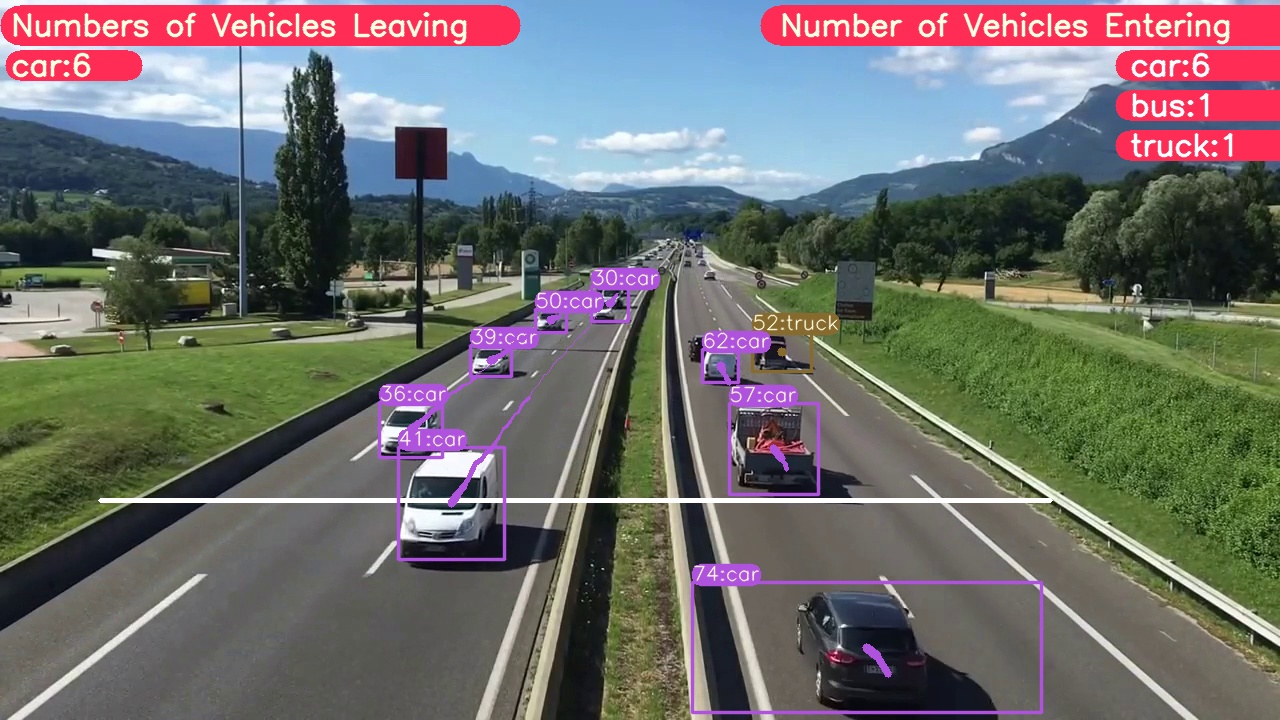 Numbers of Vehicles Leaving
Number of Vehicles Entering
car:6
car:6
bus:1
truck:1
30:car
50:car
52:truck
39:car
62:car
36:car
57:car
41:car
74:car